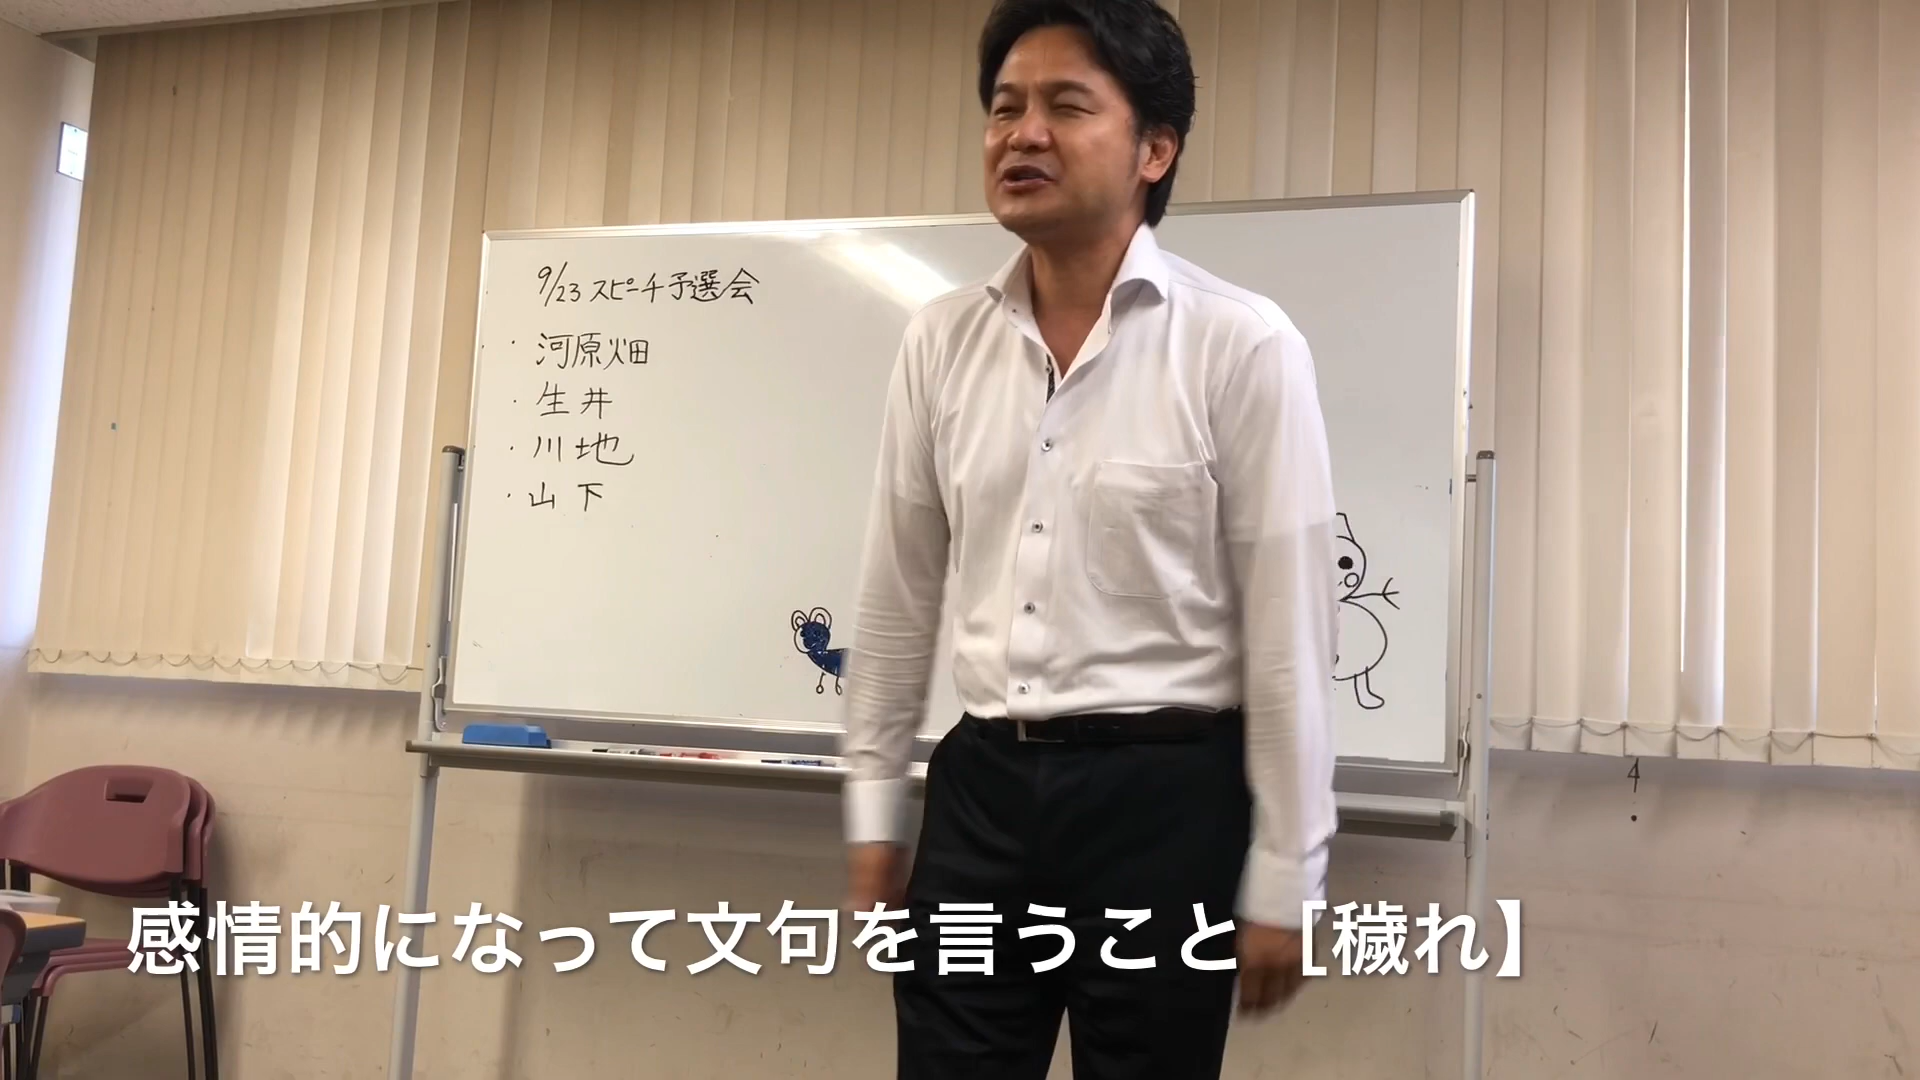 9/23 スピーチ予選会
・河原畑
・生井
・川地
・山下
感情的になって文句を言うこと［穢れ】